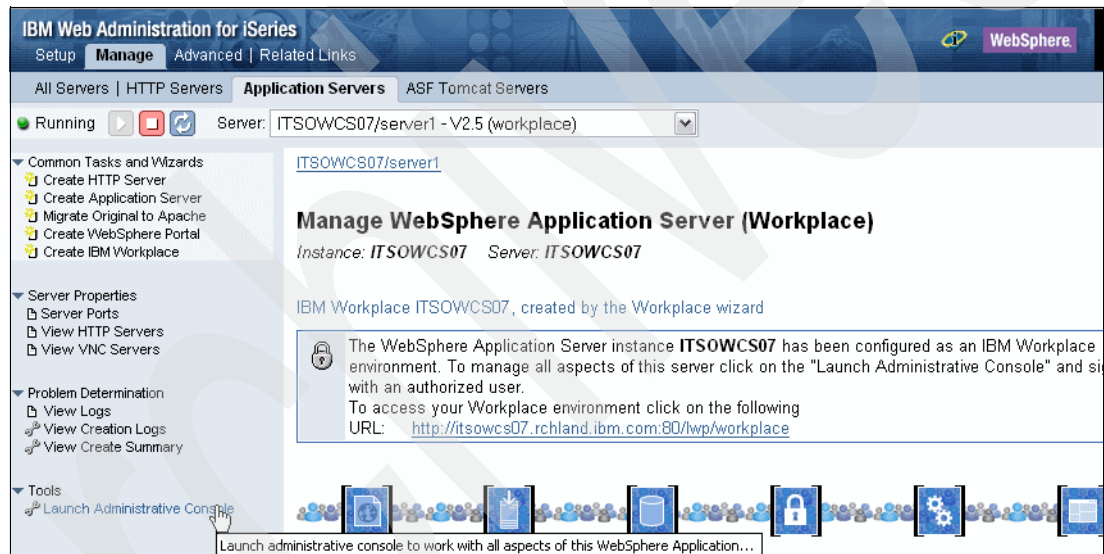 IBM Web Administration for iSeries
Setup Manage Advanced | Related Links
WebSphere.
All Servers | HTTP Servers Application Servers ASF Tomcat Servers
Running Server: ITSOWCS07/server1 - V2.5 (workplace)
Common Tasks and Wizards
Create HTTP Server
Create Application Server
Migrate Original to Apache
Create WebSphere Portal
Create IBM Workplace
Server Properties
Server Ports
View HTTP Servers
View VNC Servers
Problem Determination
View Logs
View Creation Logs
View Create Summary
Tools
Launch Administrative Console
ITSOWCS07/server1
Manage WebSphere Application Server (Workplace)
Instance: ITSOWCS07 Server: ITSOWCS07
IBM Workplace ITSOWCS07, created by the Workplace wizard
The WebSphere Application Server instance ITSOWCS07 has been configured as an IBM Workplace
environment. To manage all aspects of this server click on the "Launch Administrative Console" and si
with an authorized user.
To access your Workplace environment click on the following
URL: http://itsowcs07.rchland.ibm.com:80/lwp/workplace
Launch administrative console to work with all aspects of this WebSphere Application...